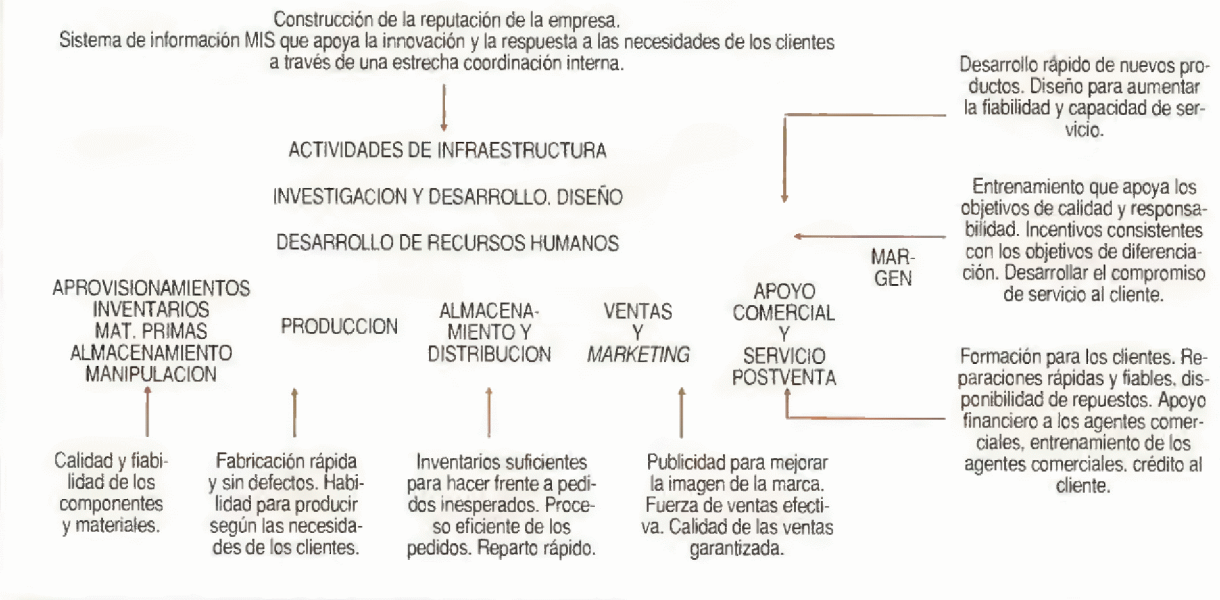 Construcción de la reputación de la empresa.
Sistema de información MIS que apoya la innovación y la respuesta a las necesidades de los clientes
a través de una estrecha coordinación interna.
Desarrollo rápido de nuevos pro-
ductos. Diseño para aumentar
la fiabilidad y capacidad de ser-
vicio.
ACTIVIDADES DE INFRAESTRUCTURA
INVESTIGACION Y DESARROLLO. DISEÑO
DESARROLLO DE RECURSOS HUMANOS
Entrenamiento que apoya los
objetivos de calidad y responsa-
bilidad. Incentivos consistentes
con los objetivos de diferencia-
ción. Desarrollar el compromiso
de servicio al cliente.
MAR-
GEN
APROVISIONAMIENTOS
INVENTARIOS
MAT. PRIMAS
ALMACENAMIENTO
MANIPULACION
PRODUCCION
ALMACENA-
MIENTO Y
DISTRIBUCION
VENTAS
Y
MARKETING
APOYO
COMERCIAL
Y
SERVICIO
POSTVENTA
Formación para los clientes. Re-
paraciones rápidas y fiables, dis-
ponibilidad de repuestos. Apoyo
financiero a los agentes comer-
ciales, entrenamiento de los
agentes comerciales, crédito al
cliente.
Calidad y fiabi-
lidad de los
componentes
y materiales.
Fabricación rápida
y sin defectos. Habi-
lidad para producir
según las necesida-
des de los clientes.
Inventarios suficientes
para hacer frente a pedi-
dos inesperados. Proce-
so eficiente de los
pedidos. Reparto rápido.
Publicidad para mejorar
la imagen de la marca.
Fuerza de ventas efecti-
va. Calidad de las ventas
garantizada.